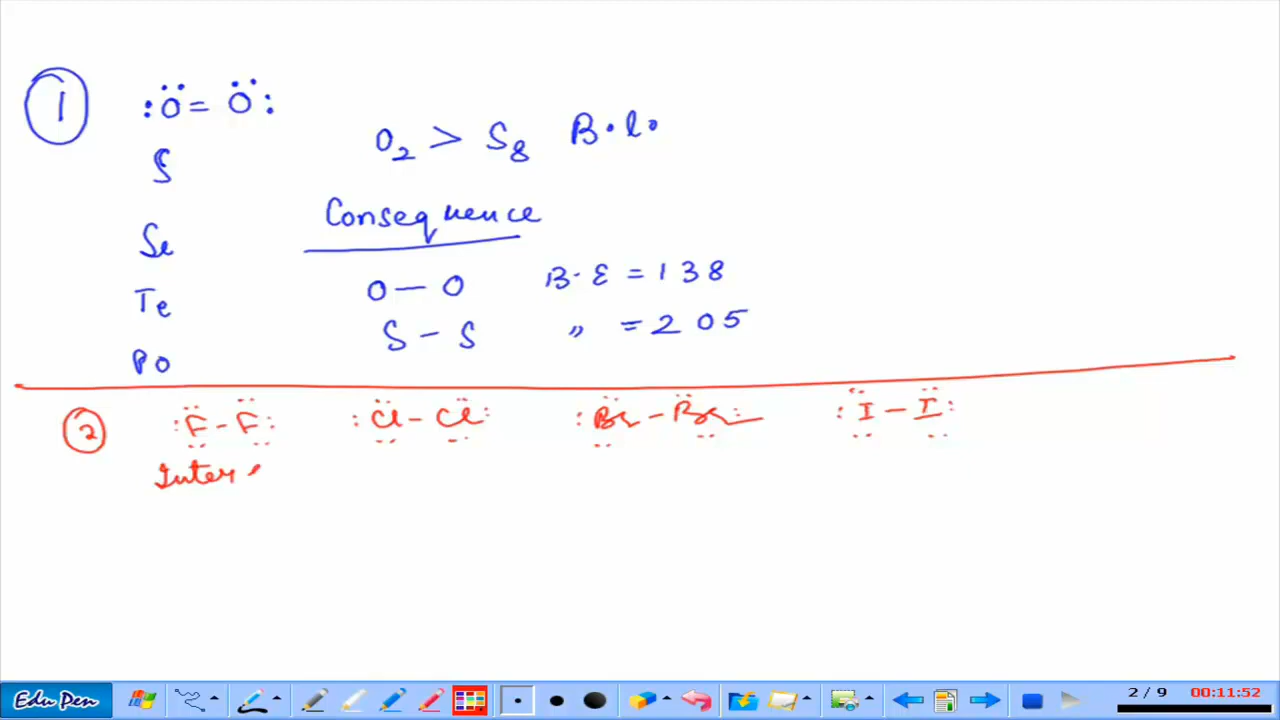 1 :Ö = Ö:
O₂ > S₈ B.l.
S
Consequence
Se
O — O B.E = 138
Te
S — S 〃 = 205
Po
2 :F - F: :Cl - Cl: :Br - Br: :I - I:
Inter
Edu Pen
2 / 9 00:11:52